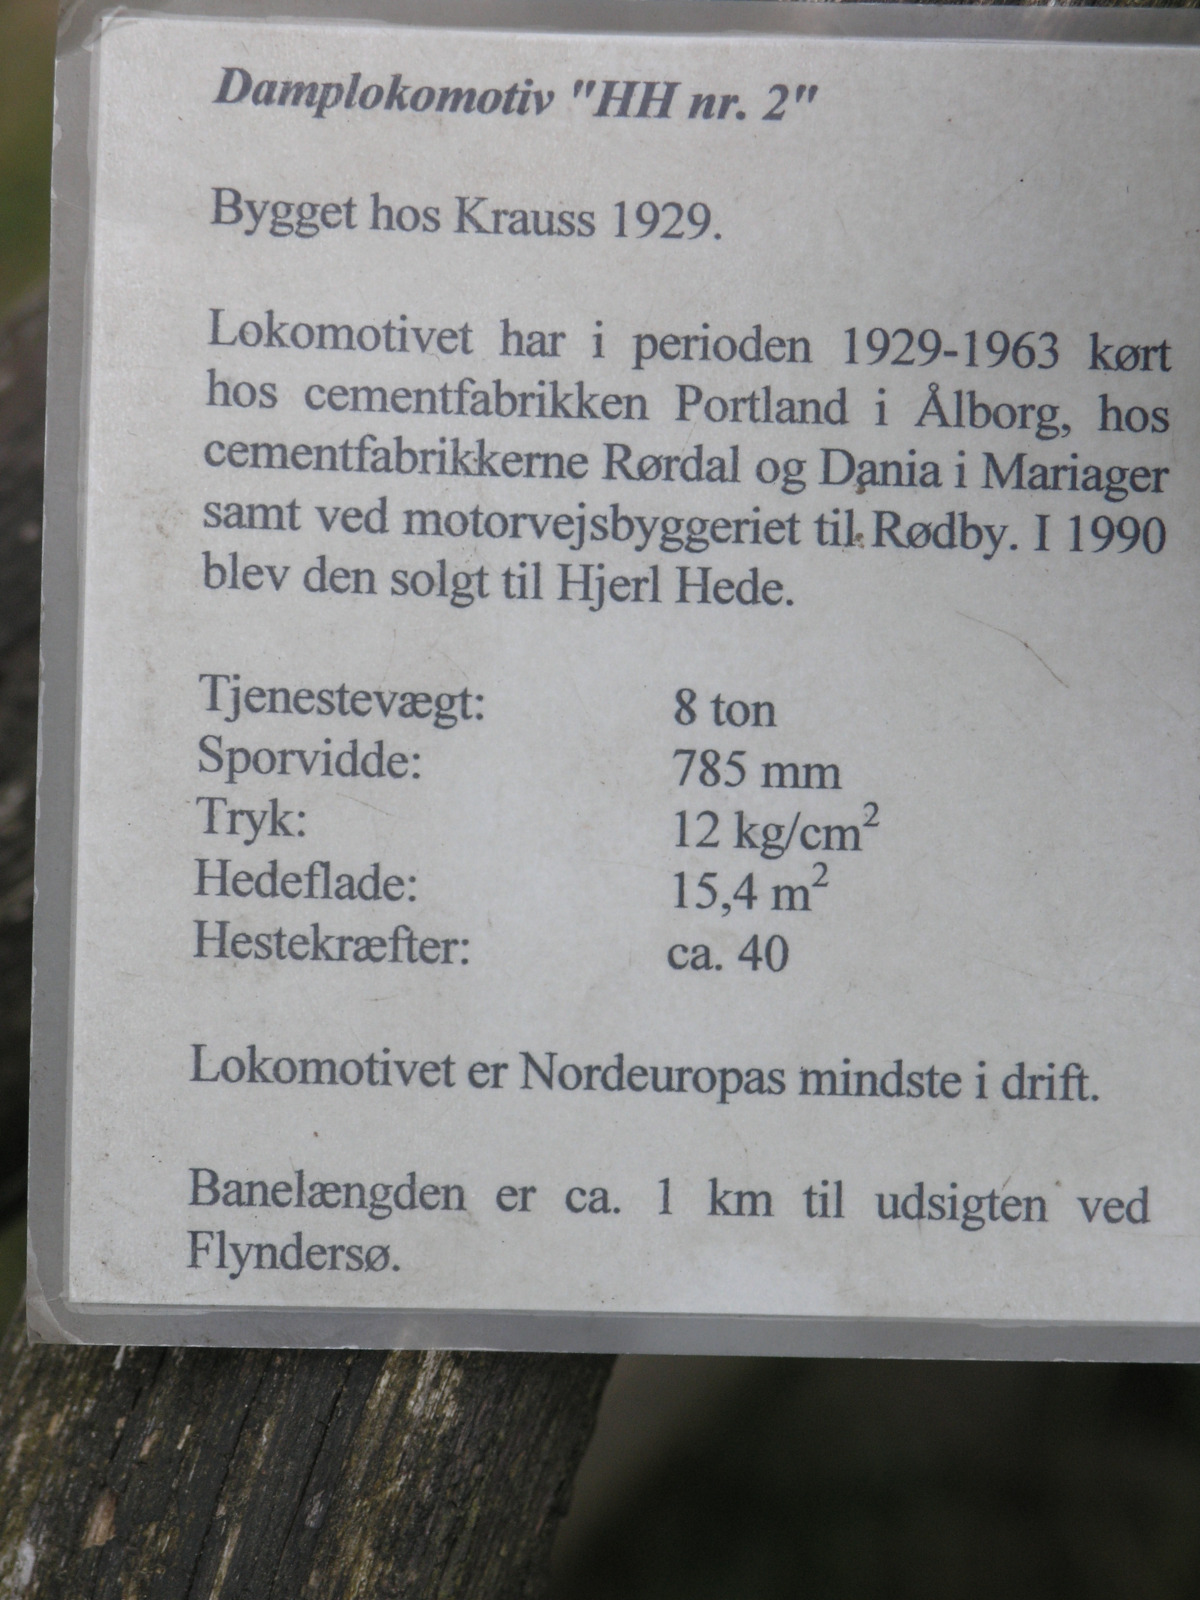 Damplokomotiv "HH nr. 2"
Bygget hos Krauss 1929.
Lokomotivet har i perioden 1929-1963 kørt
hos cementfabrikken Portland i Ålborg, hos
cementfabrikkerne Rørdal og Dania i Mariager
samt ved motorvejsbyggeriet til Rødby. I 1990
blev den solgt til Hjerl Hede.
Tjenestevægt: 8 ton
Sporvidde: 785 mm
Tryk: 12 kg/cm²
Hedeflade: 15,4 m²
Hestekræfter: ca. 40
Lokomotivet er Nordeuropas mindste i drift.
Banelængden er ca. 1 km til udsigten ved
Flyndersø.